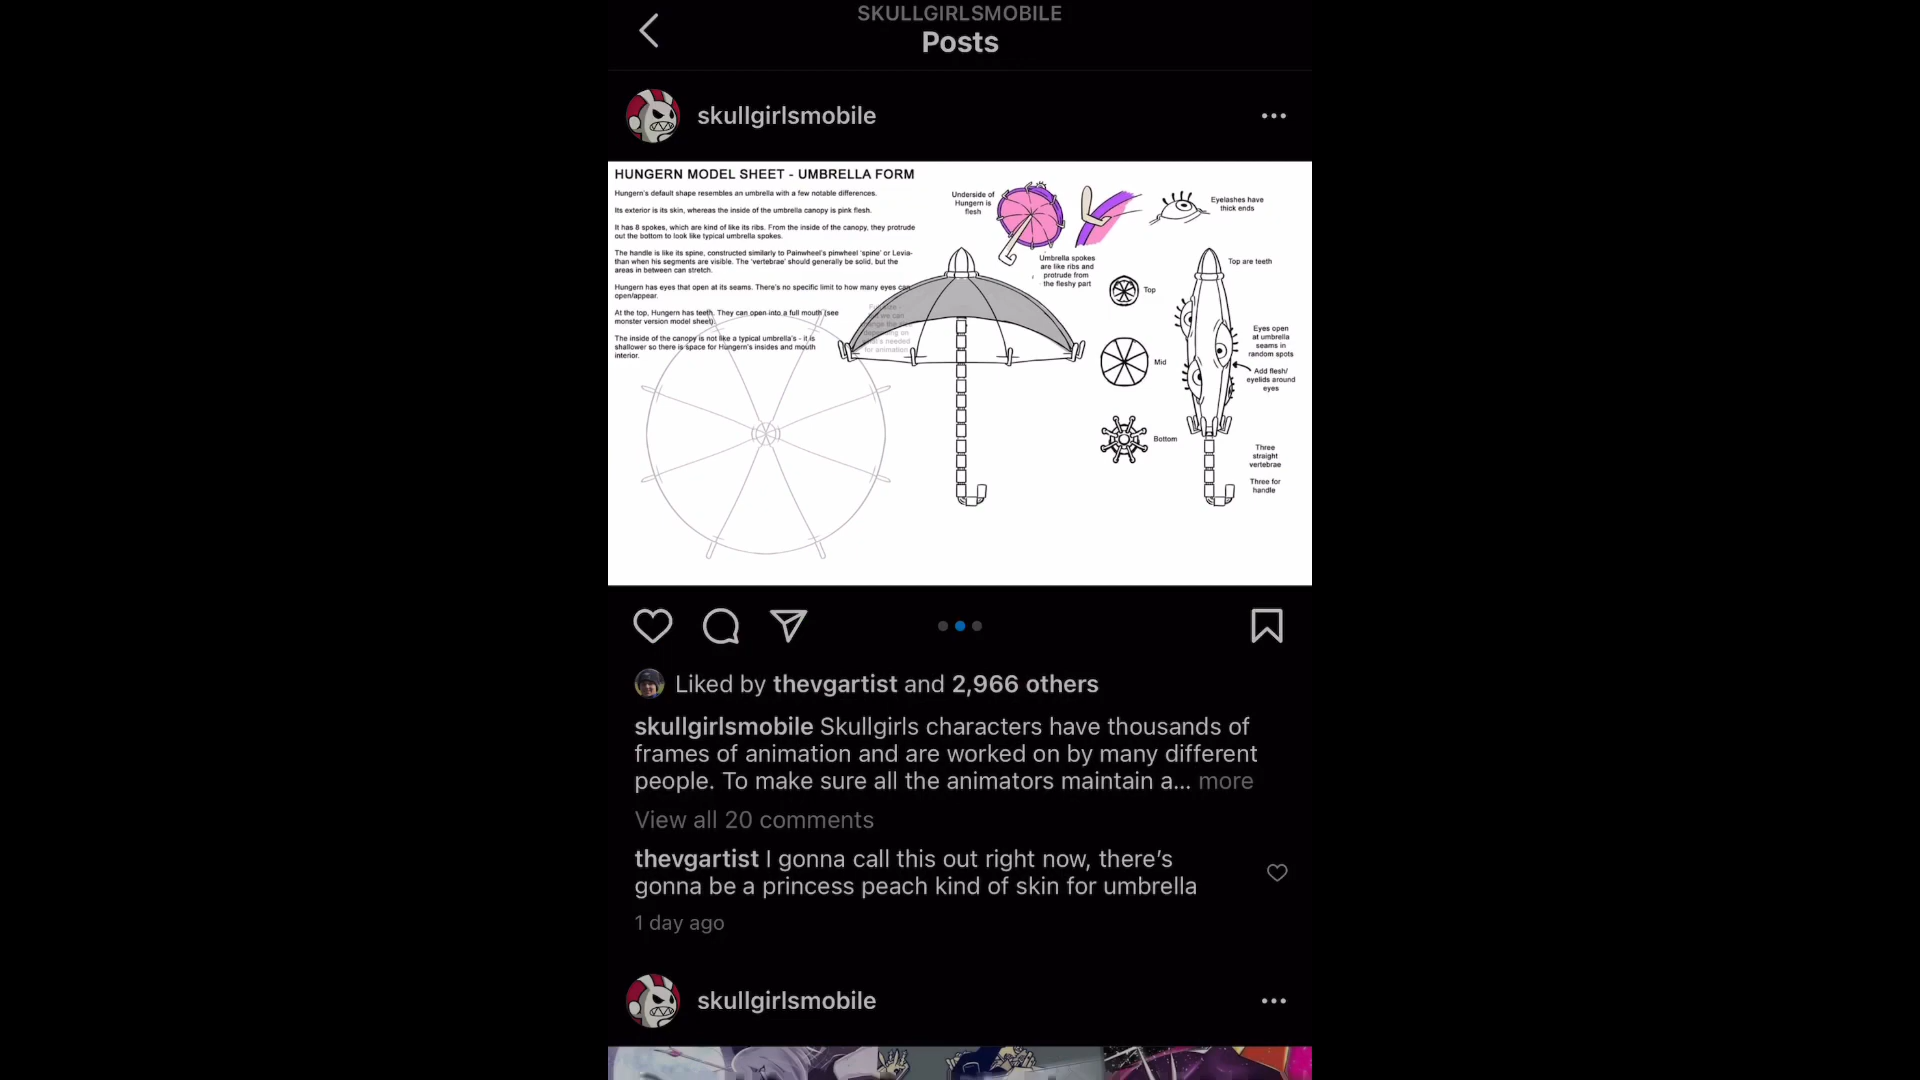 SKULLGIRLSMOBILE
Posts
skullgirlsmobile
HUNGERN MODEL SHEET - UMBRELLA FORM
Hungern's default shape resembles an umbrella with a few notable differences.
Its exterior is its skin, whereas the inside of the umbrella canopy is pink flesh.
It has 8 spokes, which are kind of like its ribs. From the inside of the canopy, they protrude
out the bottom to look like typical umbrella spokes.
The handle is like its spine, constructed similarly to Painwheel's pinwheel 'spine' or Levia-
than when his segments are visible. The 'vertebrae' should generally be solid, but the
areas in between can stretch.
Hungern has eyes that open at its seams. There's no specific limit to how many eyes can
open/appear.
At the top, Hungern has teeth. They can open into a full mouth (see
monster version model sheet).
The inside of the canopy is not like a typical umbrella's - it is
shallower so there is space for Hungern's insides and mouth
interior.
we can
depending on
what's needed
for animation
Underside of
Hungern is
flesh
Umbrella spokes
are like ribs and
protrude from
the fleshy part
Eyelashes have
thick ends
Top are teeth
Top
Mid
Bottom
Eyes open
at umbrella
seams in
random spots
Add flesh/
eyelids around
eyes
Three
straight
vertebrae
Three for
handle
Liked by thevgartist and 2,966 others
skullgirlsmobile Skullgirls characters have thousands of
frames of animation and are worked on by many different
people. To make sure all the animators maintain a... more
View all 20 comments
thevgartist I gonna call this out right now, there's
gonna be a princess peach kind of skin for umbrella
1 day ago
skullgirlsmobile